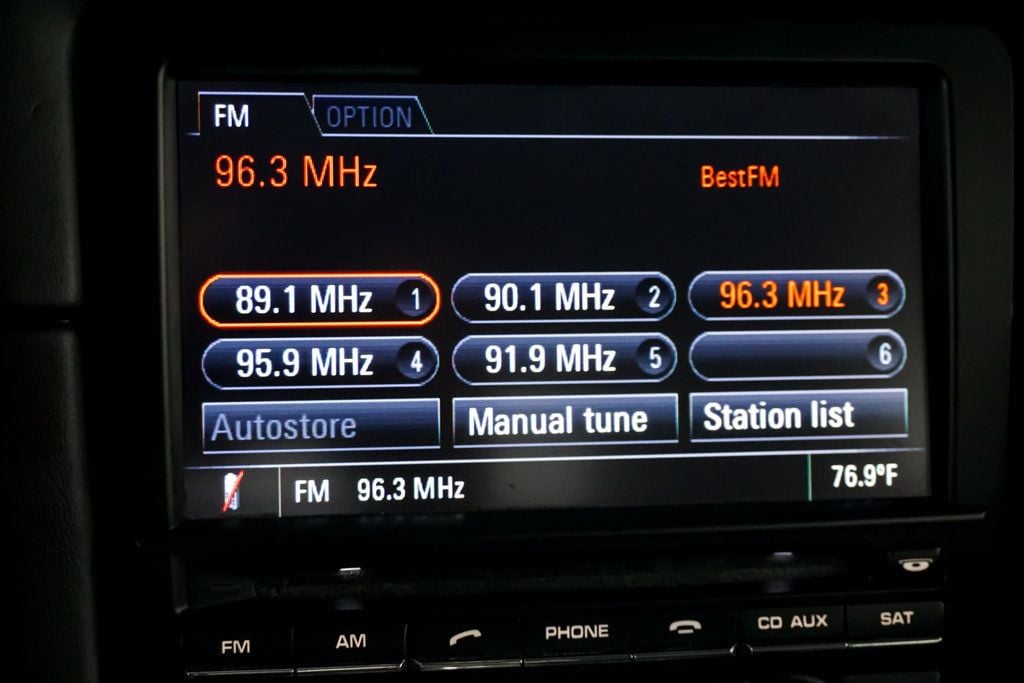 FM OPTION
96.3 MHz BestFM
89.1 MHz 1 90.1 MHz 2 96.3 MHz 3
95.9 MHz 4 91.9 MHz 5 6
Autostore Manual tune Station list
FM 96.3 MHz 76.9ºF
FM AM PHONE CD AUX SAT